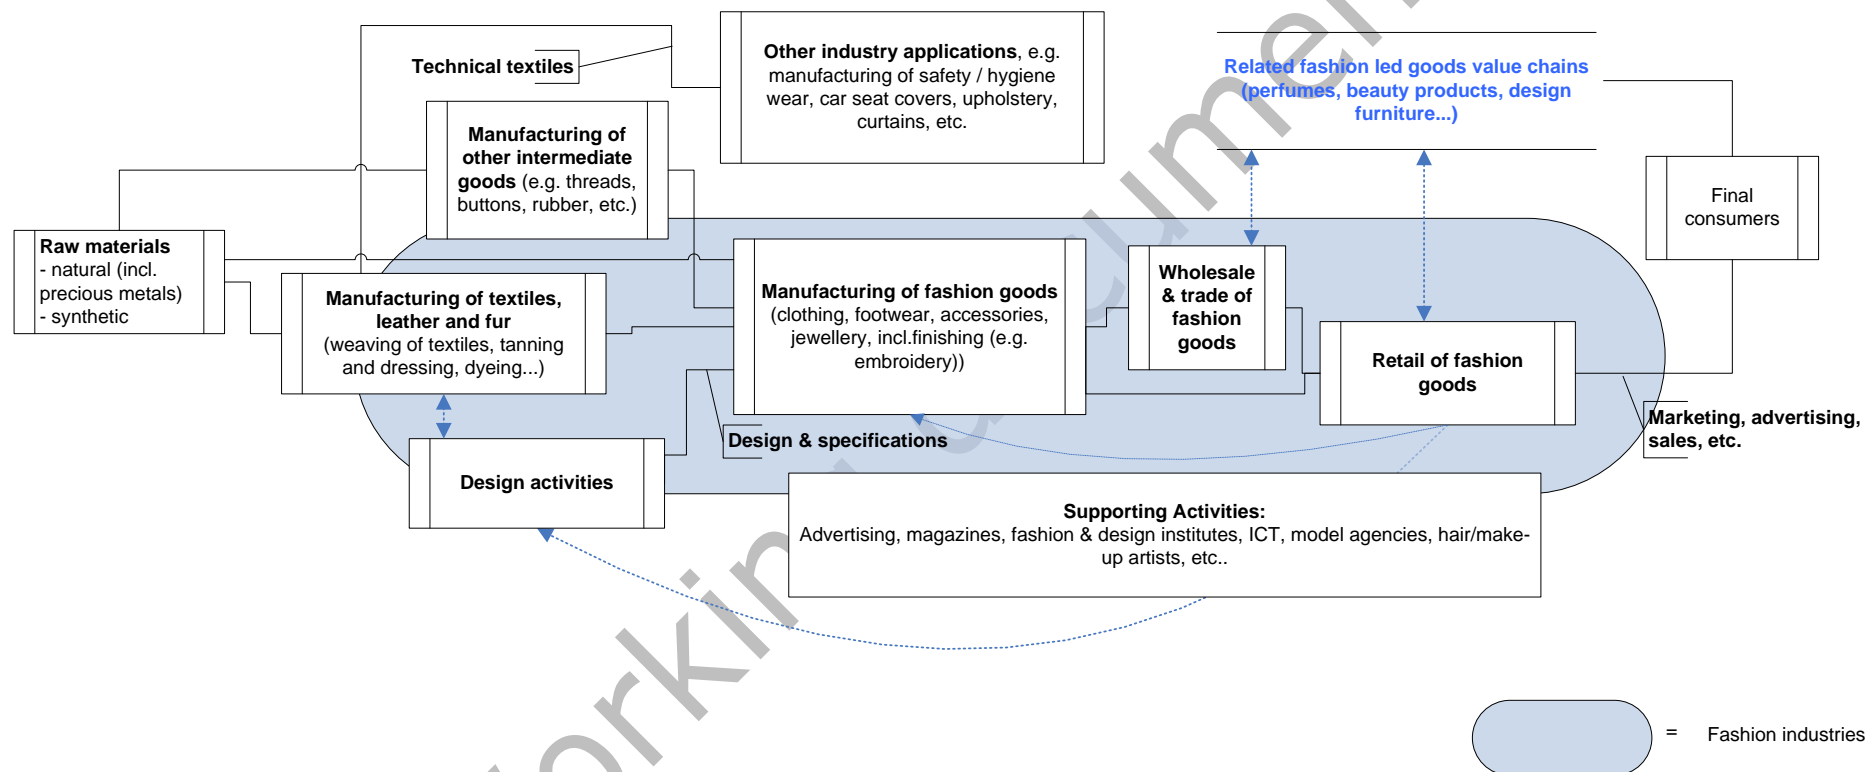 Technical textiles
Other industry applications, e.g.
manufacturing of safety / hygiene
wear, car seat covers, upholstery,
curtains, etc.
Related fashion led goods value chains
(perfumes, beauty products, design
furniture...)
Manufacturing of
other intermediate
goods (e.g. threads,
buttons, rubber, etc.)
Final
consumers
Raw materials
- natural (incl.
precious metals)
- synthetic
Manufacturing of textiles,
leather and fur
(weaving of textiles, tanning
and dressing, dyeing...)
Manufacturing of fashion goods
(clothing, footwear, accessories,
jewellery, incl.finishing (e.g.
embroidery))
Wholesale
& trade of
fashion
goods
Retail of fashion
goods
Marketing, advertising,
sales, etc.
Design & specifications
Design activities
Supporting Activities:
Advertising, magazines, fashion & design institutes, ICT, model agencies, hair/make-
up artists, etc..
= Fashion industries